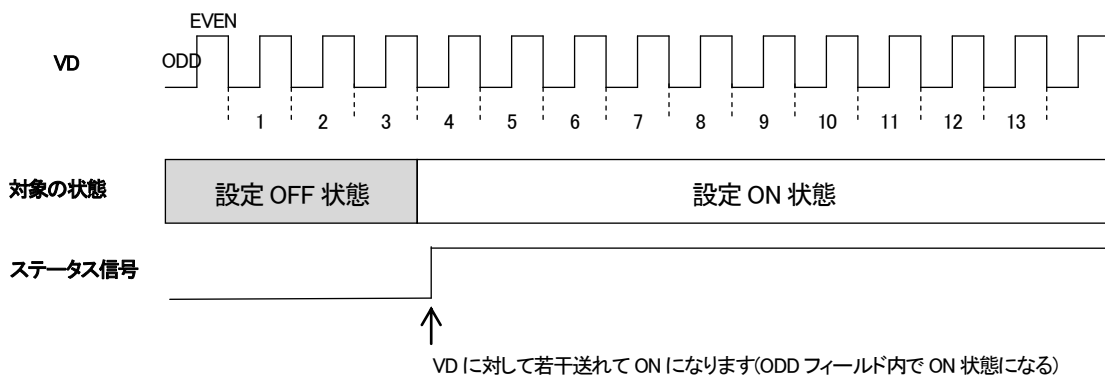 EVEN
VD
ODD
1 2 3 4 5 6 7 8 9 10 11 12 13
対象の状態
設定 OFF 状態
設定 ON 状態
ステータス信号
VD に対して若干送れて ON になります(ODD フィールド内で ON 状態になる)